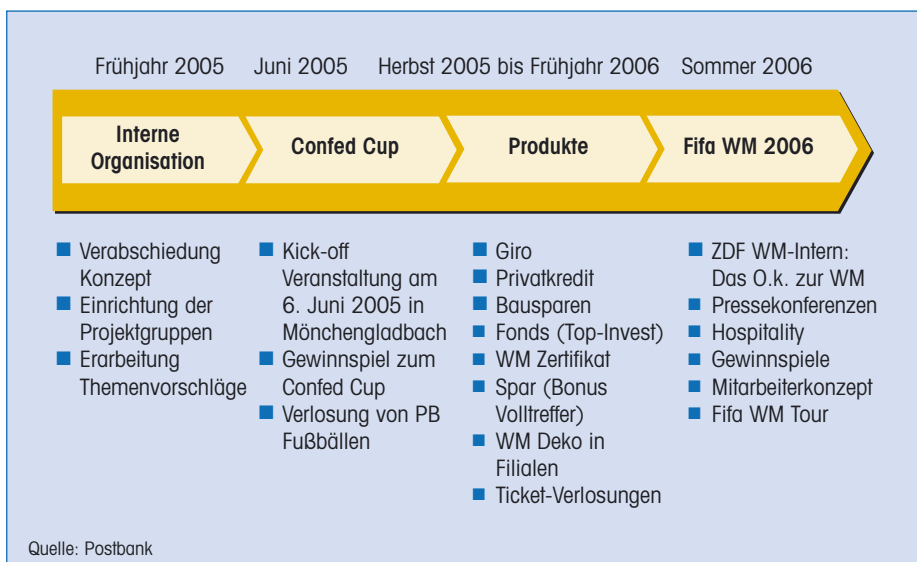 Frühjahr 2005 Juni 2005 Herbst 2005 bis Frühjahr 2006 Sommer 2006
Interne
Organisation
Confed Cup
Produkte
Fifa WM 2006
Verabschiedung
Konzept
Einrichtung der
Projektgruppen
Erarbeitung
Themenvorschläge
Kick-off
Veranstaltung am
6. Juni 2005 in
Mönchengladbach
Gewinnspiel zum
Confed Cup
Verlosung von PB
Fußbällen
Giro
Privatkredit
Bausparen
Fonds (Top-Invest)
WM Zertifikat
Spar (Bonus
Volltreffer)
WM Deko in
Filialen
Ticket-Verlosungen
ZDF WM-Intern:
Das O.k. zur WM
Pressekonferenzen
Hospitality
Gewinnspiele
Mitarbeiterkonzept
Fifa WM Tour
Quelle: Postbank